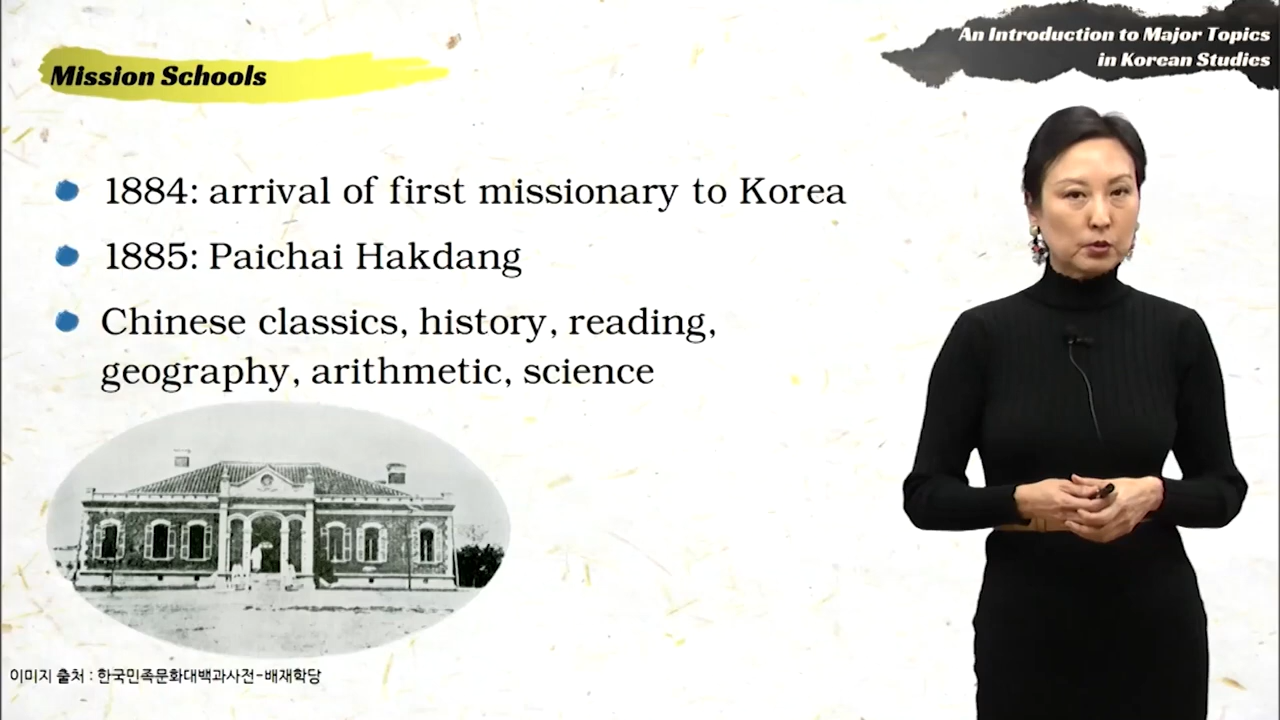 An Introduction to Major Topics
in Korean Studies
Mission Schools
1884: arrival of first missionary to Korea
1885: Paichai Hakdang
Chinese classics, history, reading,
geography, arithmetic, science
이미지 출처 : 한국민족문화대백과사전-배재학당